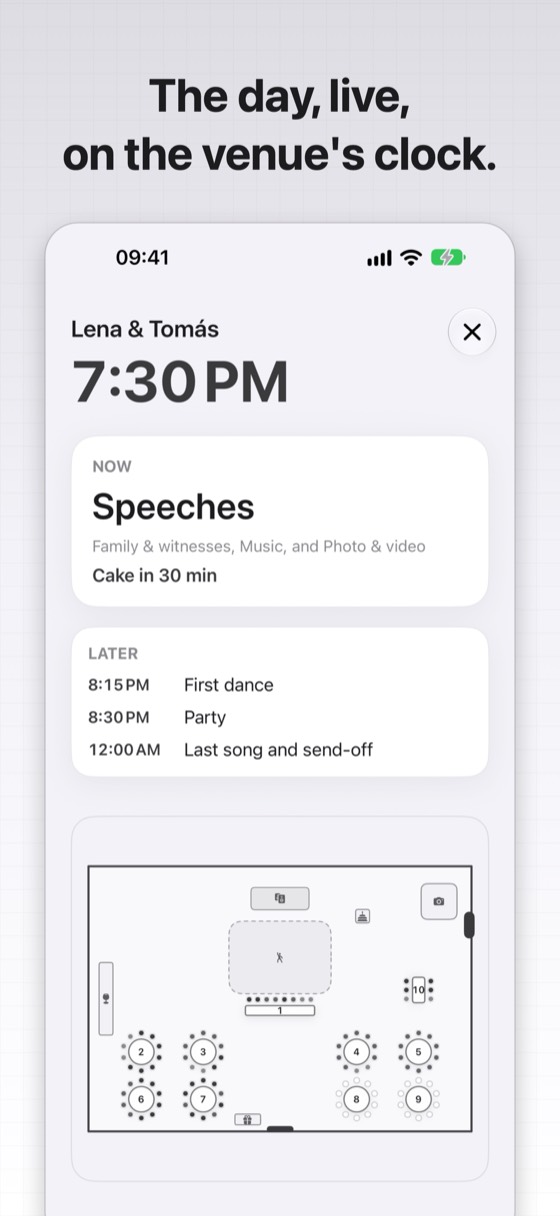 The day, live,
on the venue's clock.
09:41
Lena & Tomás
7:30 PM
NOW
Speeches
Family & witnesses, Music, and Photo & video
Cake in 30 min
LATER
8:15 PM First dance
8:30 PM Party
12:00 AM Last song and send-off
10
1
2 3 4 5
6 7 8 9